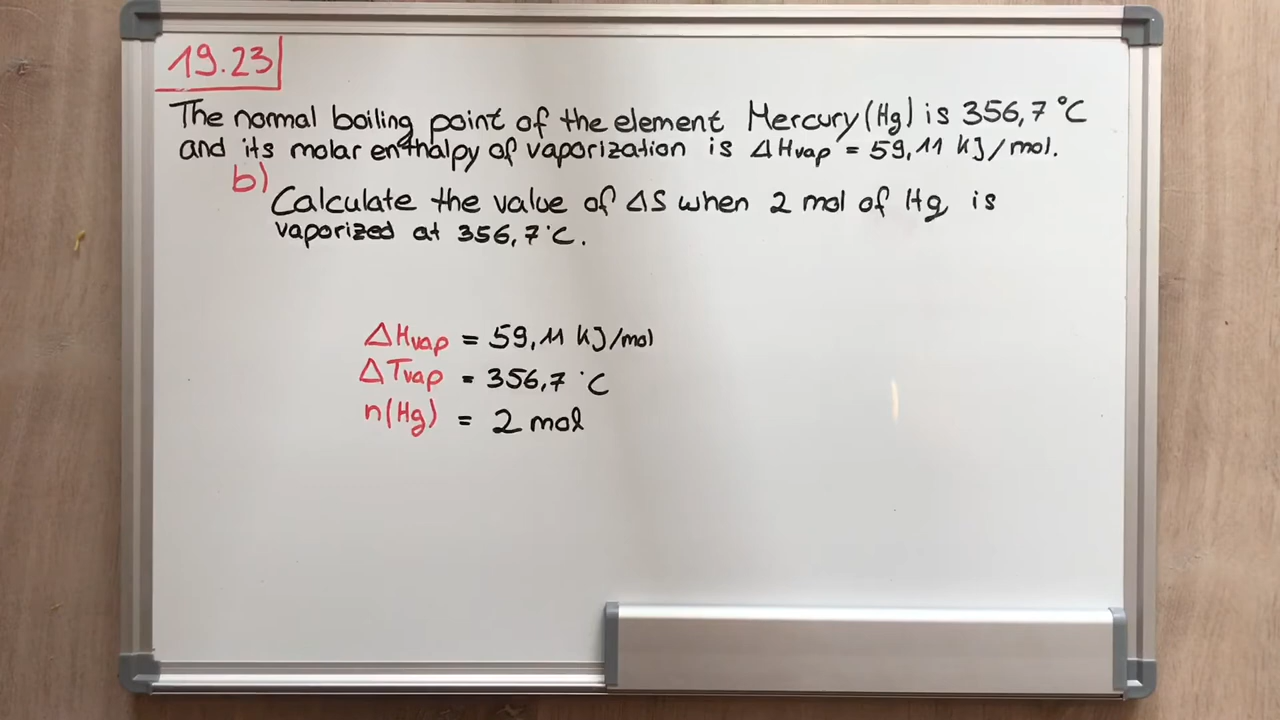 19.23
The normal boiling point of the element Mercury (Hg) is 356,7 °C
and its molar enthalpy of vaporization is ΔHvap = 59,11 KJ/mol.
b)
Calculate the value of ΔS when 2 mol of Hg is
vaporized at 356,7°C.
ΔHvap = 59,11 KJ/mol
ΔTvap = 356,7 °C
n(Hg) = 2 mol